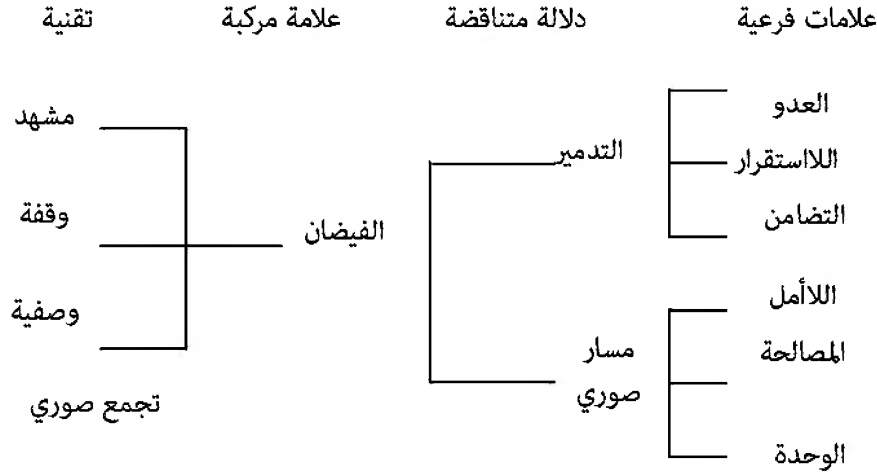 علامات فرعية
دلالة متناقضة
علامة مركبة
تقنية
العدو
اللااستقرار
التضامن
اللاأمل
المصالحة
الوحدة
التدمير
مسار
صوري
الفيضان
مشهد
وقفة
وصفية
تجمع صوري